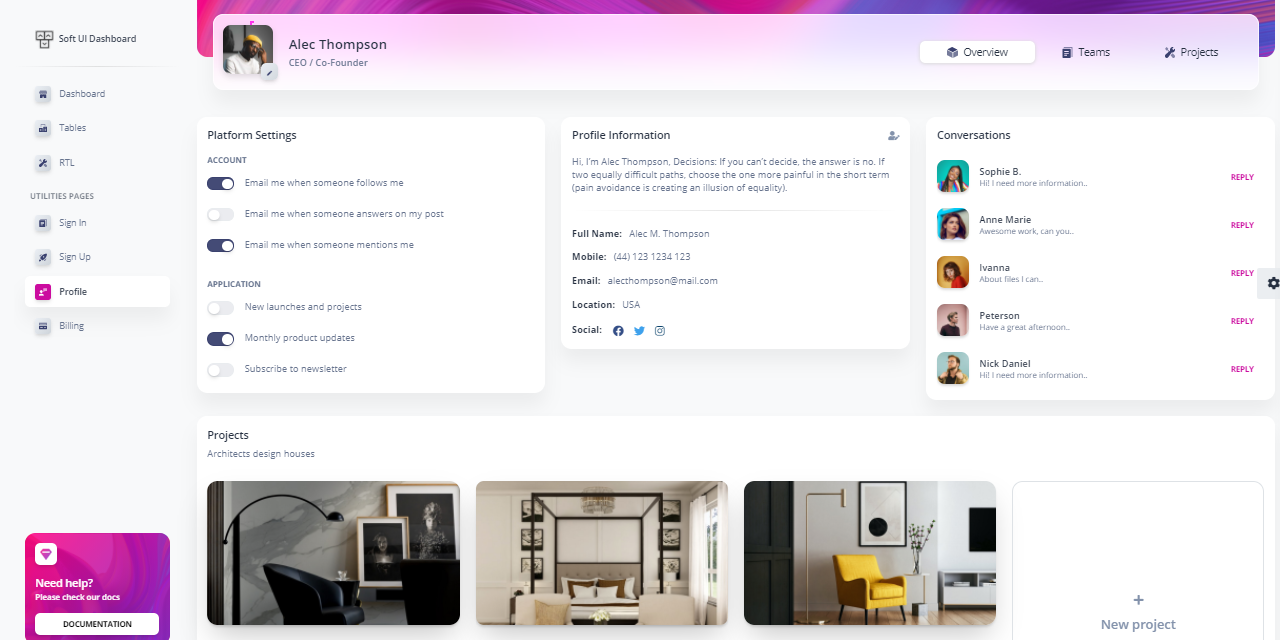 Soft UI Dashboard
Dashboard
Tables
RTL
UTILITIES PAGES
Sign In
Sign Up
Profile
Billing
Need help?
Please check our docs
DOCUMENTATION
Alec Thompson
CEO / Co-Founder
Overview
Teams
Projects
Platform Settings
ACCOUNT
Email me when someone follows me
Email me when someone answers on my post
Email me when someone mentions me
APPLICATION
New launches and projects
Monthly product updates
Subscribe to newsletter
Profile Information
Hi, I'm Alec Thompson, Decisions: If you can't decide, the answer is no. If
two equally difficult paths, choose the one more painful in the short term
(pain avoidance is creating an illusion of equality).
Full Name: Alec M. Thompson
Mobile: (44) 123 1234 123
Email: alecthompson@mail.com
Location: USA
Social:
Conversations
Sophie B.
Hi! I need more information..
REPLY
Anne Marie
Awesome work, can you..
REPLY
Ivanna
About files I can..
REPLY
Peterson
Have a great afternoon..
REPLY
Nick Daniel
Hi! I need more information..
REPLY
Projects
Architects design houses
+
New project